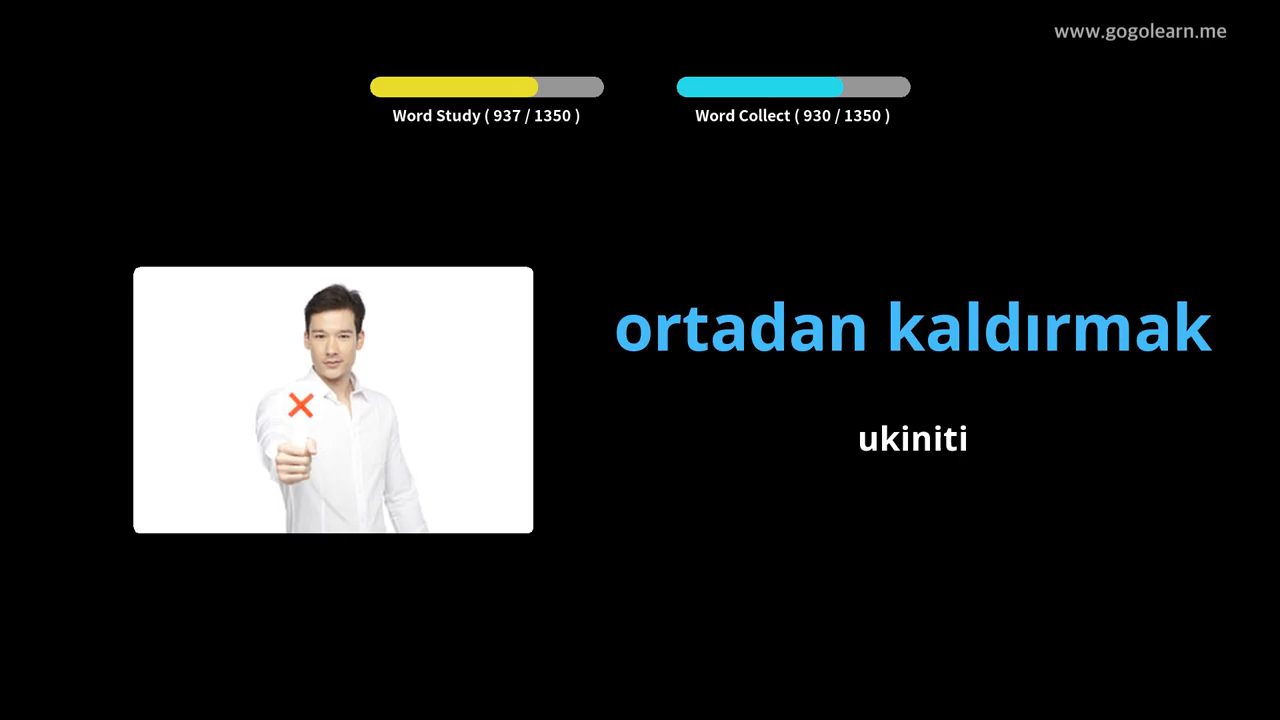 www.gogolearn.me
Word Study ( 937 / 1350 )
Word Collect ( 930 / 1350 )
ortadan kaldırmak
ukiniti